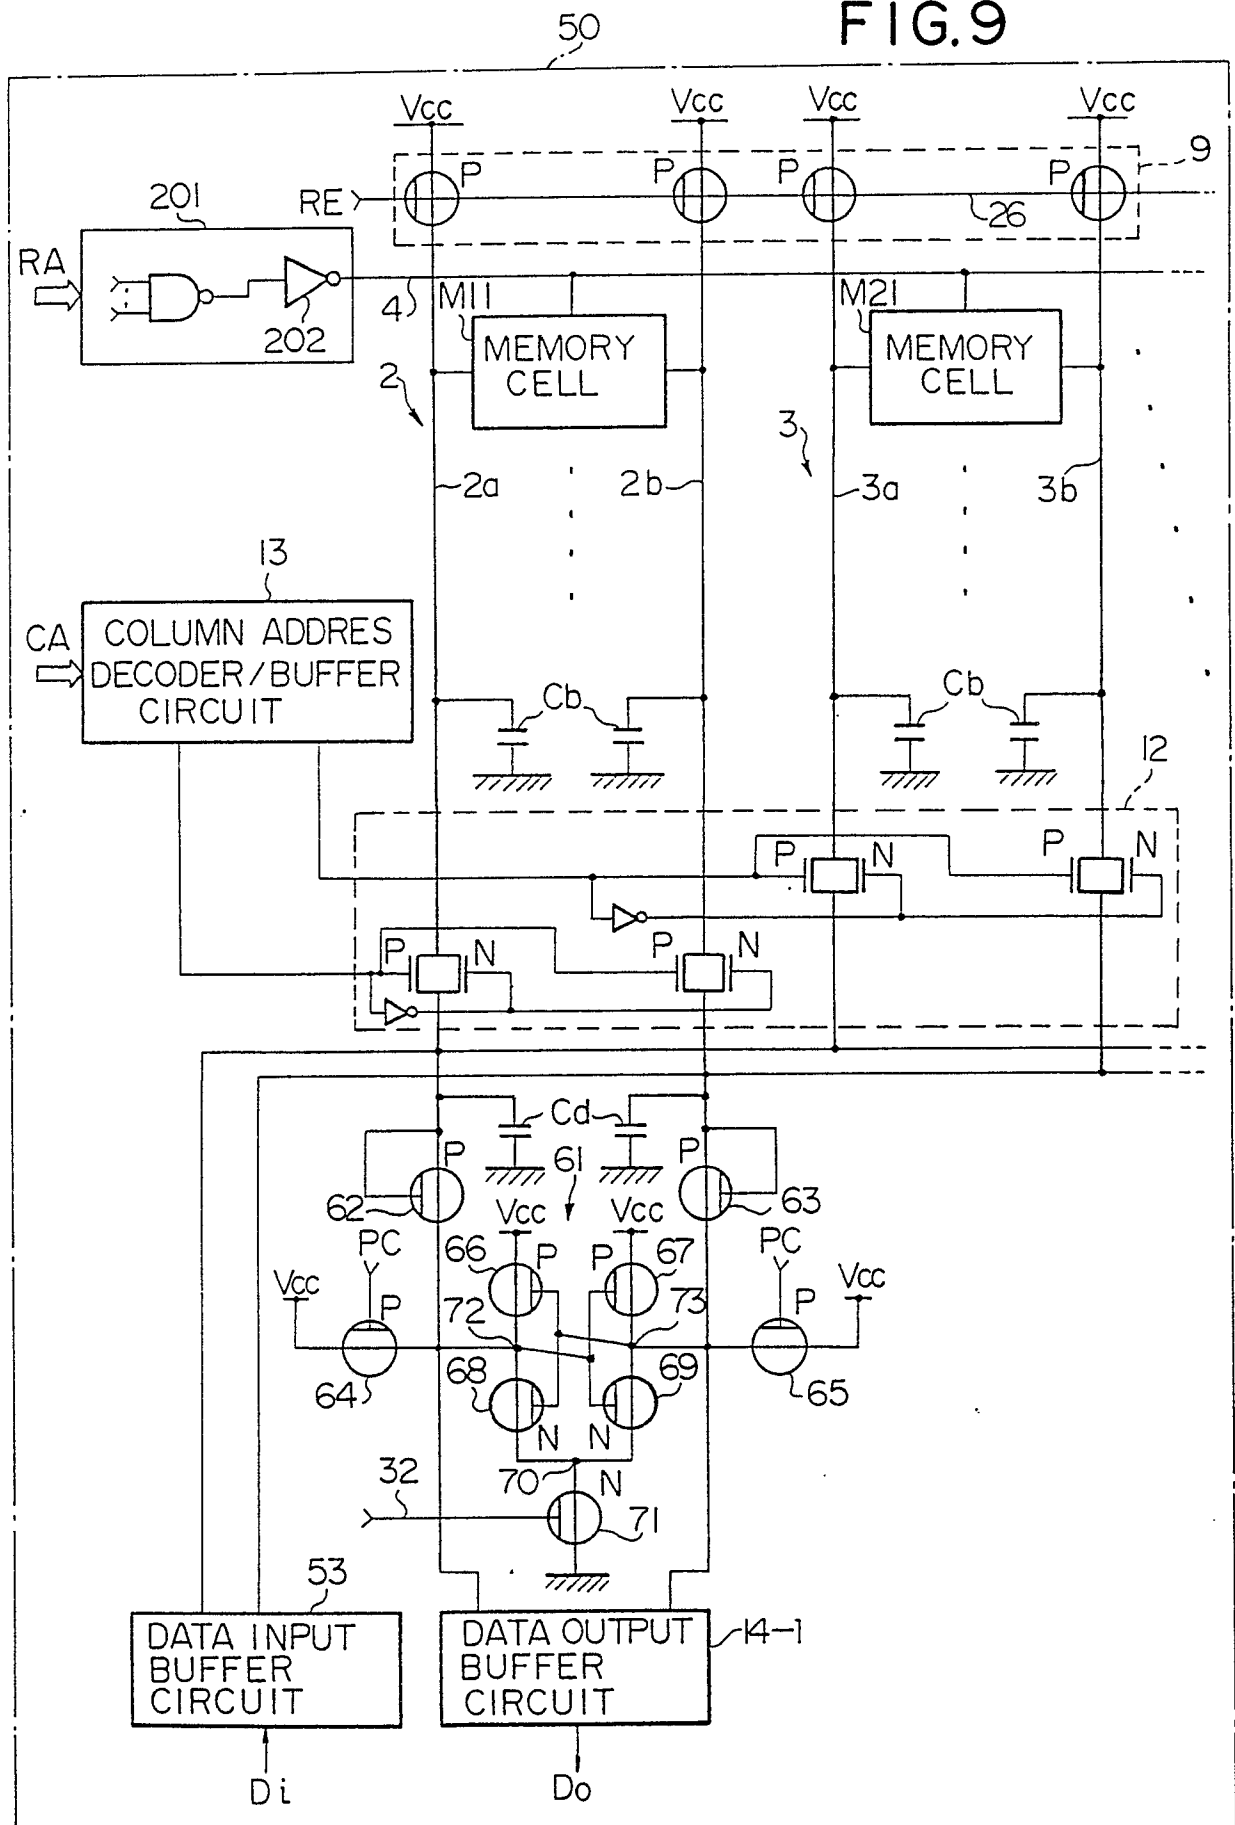 FIG.9
50
Vcc
Vcc
Vcc
Vcc
9
P
P
P
P
RE
26
201
RA
202
4
M11
MEMORY
CELL
M21
MEMORY
CELL
2
3
2a
2b
3a
3b
13
CA
COLUMN ADDRES
DECODER/BUFFER
CIRCUIT
Cb
Cb
12
P
N
P
N
P
N
P
N
Cd
61
P
P
62
63
Vcc
Vcc
PC
66
P
P
67
PC
Vcc
P
72
73
P
Vcc
64
68
69
65
N
N
70
N
32
71
53
DATA INPUT
BUFFER
CIRCUIT
DATA OUTPUT
BUFFER
CIRCUIT
14-1
Di
Do